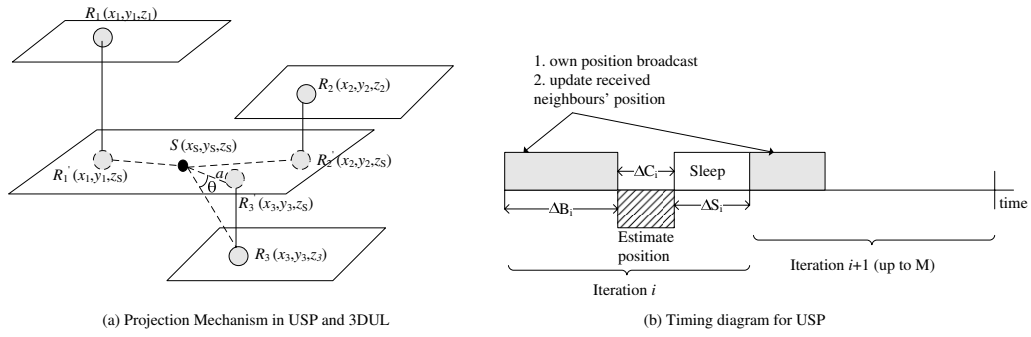 R1 (x1,y1,z1)
R2 (x2,y2,z2)
S (xS,yS,zS)
R1' (x1,y1,zS)
R2' (x2,y2,zS)
a
θ
R3' (x3,y3,zS)
R3 (x3,y3,z3)
(a) Projection Mechanism in USP and 3DUL
1. own position broadcast
2. update received
neighbours' position
ΔCi
Sleep
ΔBi
ΔSi
time
Estimate
position
Iteration i
Iteration i+1 (up to M)
(b) Timing diagram for USP